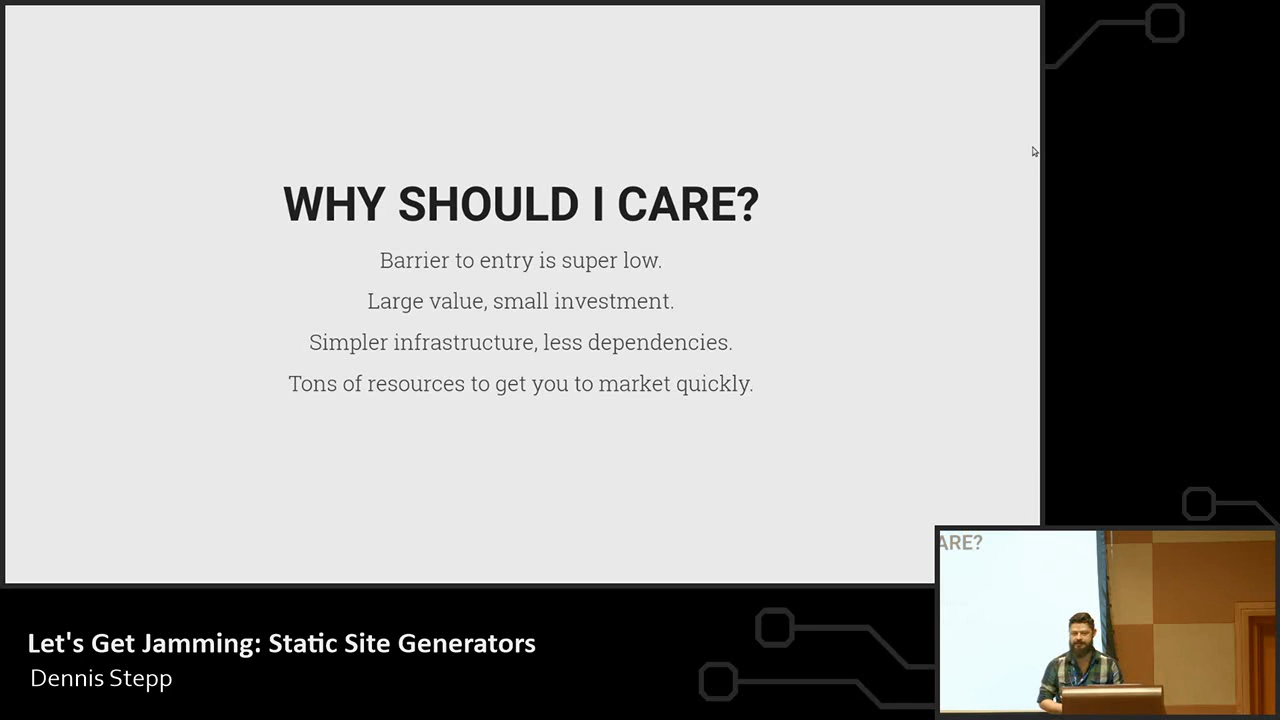 WHY SHOULD I CARE?
Barrier to entry is super low.
Large value, small investment.
Simpler infrastructure, less dependencies.
Tons of resources to get you to market quickly.
ARE?
Let's Get Jamming: Static Site Generators
Dennis Stepp